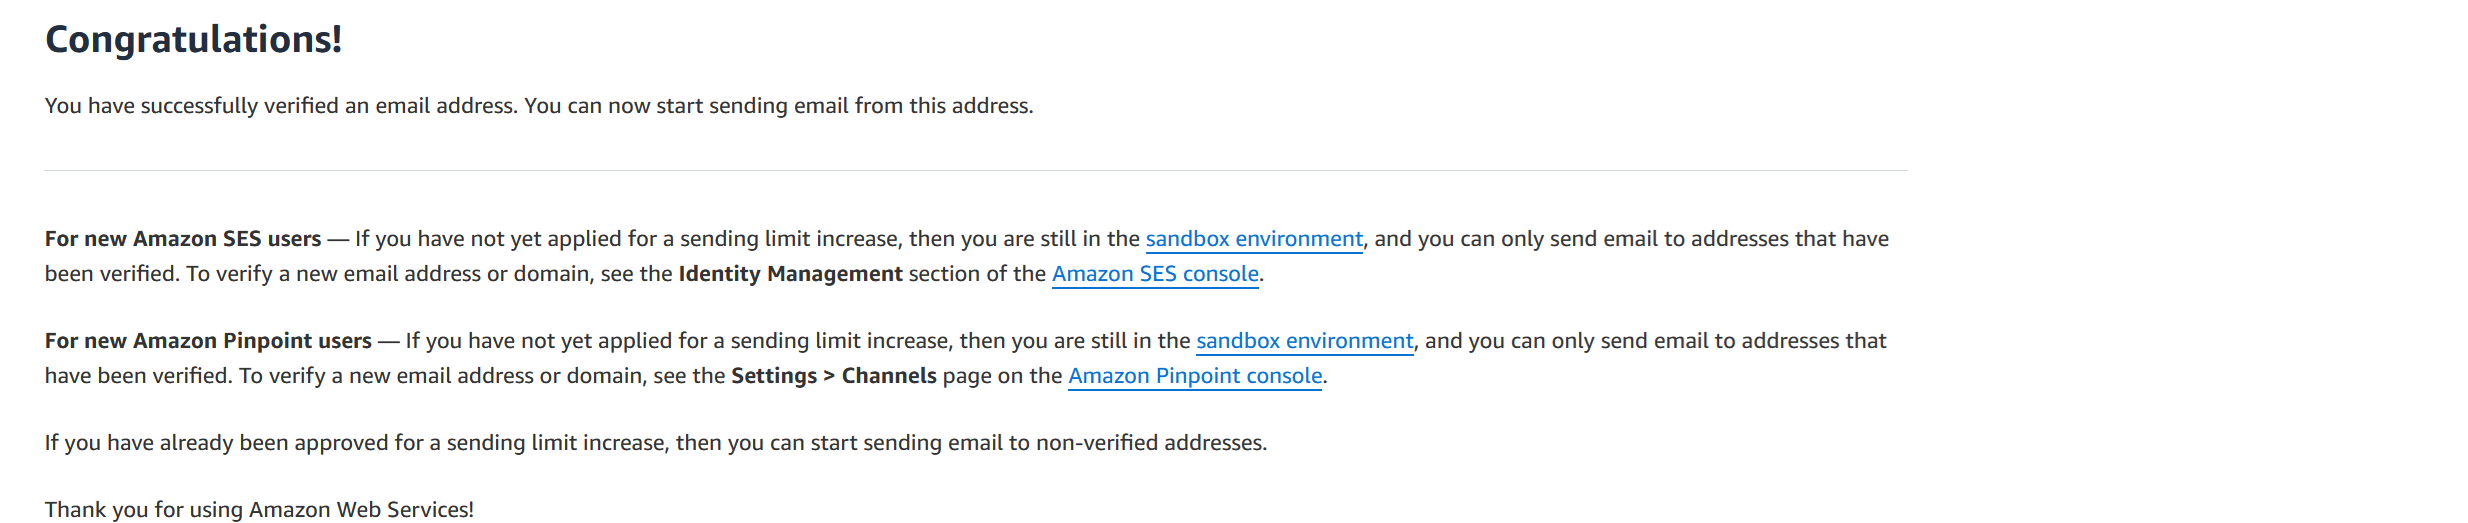 Congratulations!
You have successfully verified an email address. You can now start sending email from this address.
For new Amazon SES users — If you have not yet applied for a sending limit increase, then you are still in the sandbox environment, and you can only send email to addresses that have
been verified. To verify a new email address or domain, see the Identity Management section of the Amazon SES console.
For new Amazon Pinpoint users — If you have not yet applied for a sending limit increase, then you are still in the sandbox environment, and you can only send email to addresses that
have been verified. To verify a new email address or domain, see the Settings > Channels page on the Amazon Pinpoint console.
If you have already been approved for a sending limit increase, then you can start sending email to non-verified addresses.
Thank you for using Amazon Web Services!